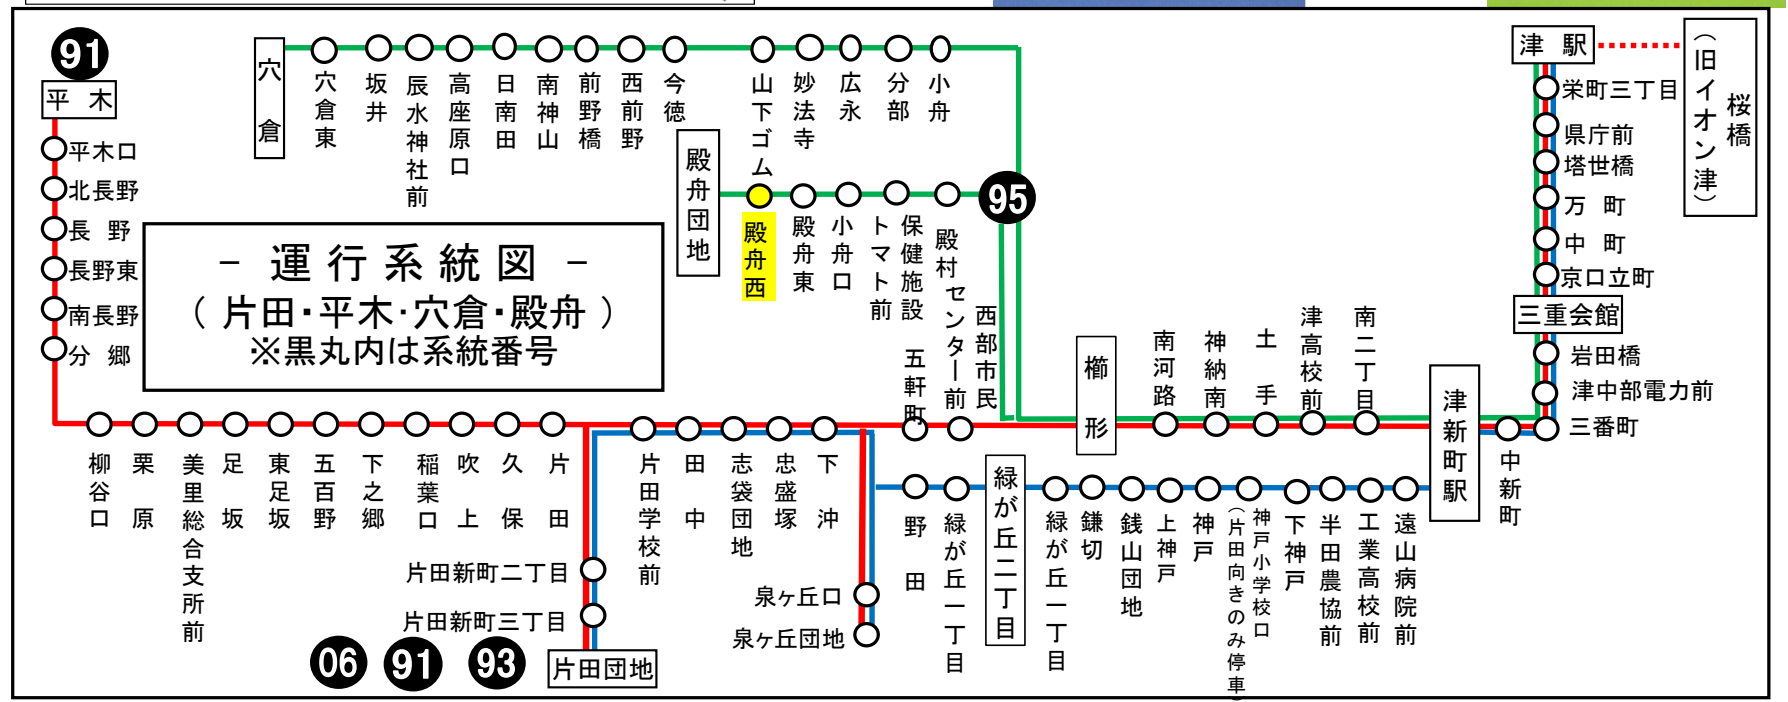 91
平 木
平木口
北長野
長 野
長野東
南長野
分 郷
穴 倉
穴倉東
坂井
辰水神社前
高座原口
日南田
南神山
前野橋
西前野
今徳
山下ゴム
妙法寺
広永
分部
小舟
殿舟団地
殿舟西
殿舟東
小舟口
トマト前
保健施設
殿村
センター前
西部市民
95
- 運行系統図 -
（片田・平木・穴倉・殿舟）
※黒丸内は系統番号
柳谷口
栗原
美里総合支所前
足坂
東足坂
五百野
下之郷
稲葉口
吹上
久保
片田
片田新町二丁目
片田新町三丁目
片田団地
06
91
93
片田学校前
田中
志袋団地
忠盛塚
下沖
泉ヶ丘口
泉ヶ丘団地
五軒町
櫛形
南河路
神納南
土手
津高校前
南二丁目
津新町駅
野田
緑が丘一丁目
緑が丘二丁目
緑が丘一丁目
鎌切
銭山団地
上神戸
神戸
神戸小学校口
（片田向きのみ停車）
下神戸
半田農協前
工業高校前
遠山病院前
中新町
津 駅
桜橋
（旧イオン津）
栄町三丁目
県庁前
塔世橋
万 町
中 町
京口立町
三重会館
岩田橋
津中部電力前
三番町